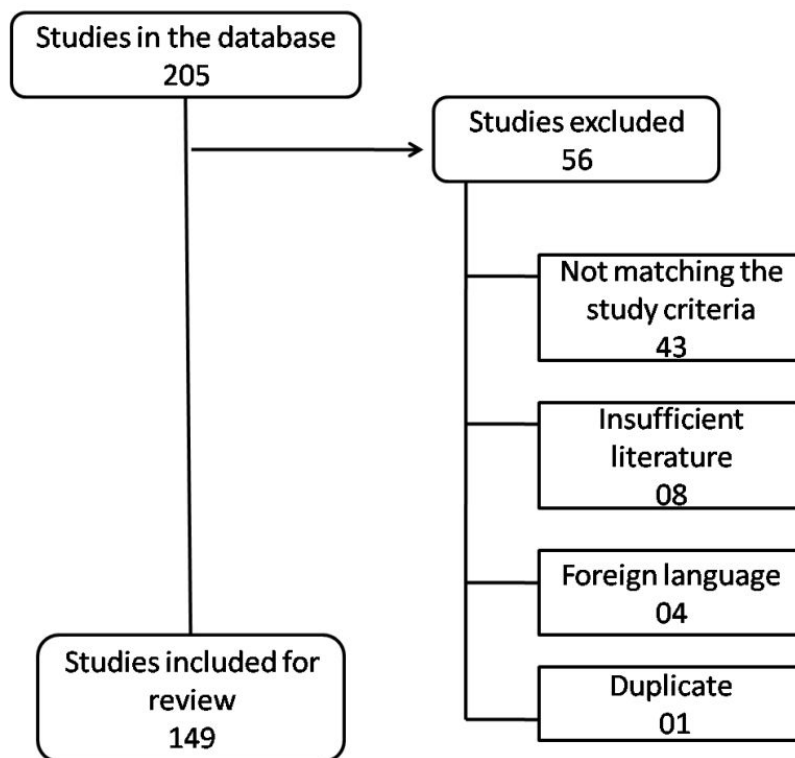 Studies in the database
205
Studies excluded
56
Not matching the
study criteria
43
Insufficient
literature
08
Foreign language
04
Duplicate
01
Studies included for
review
149